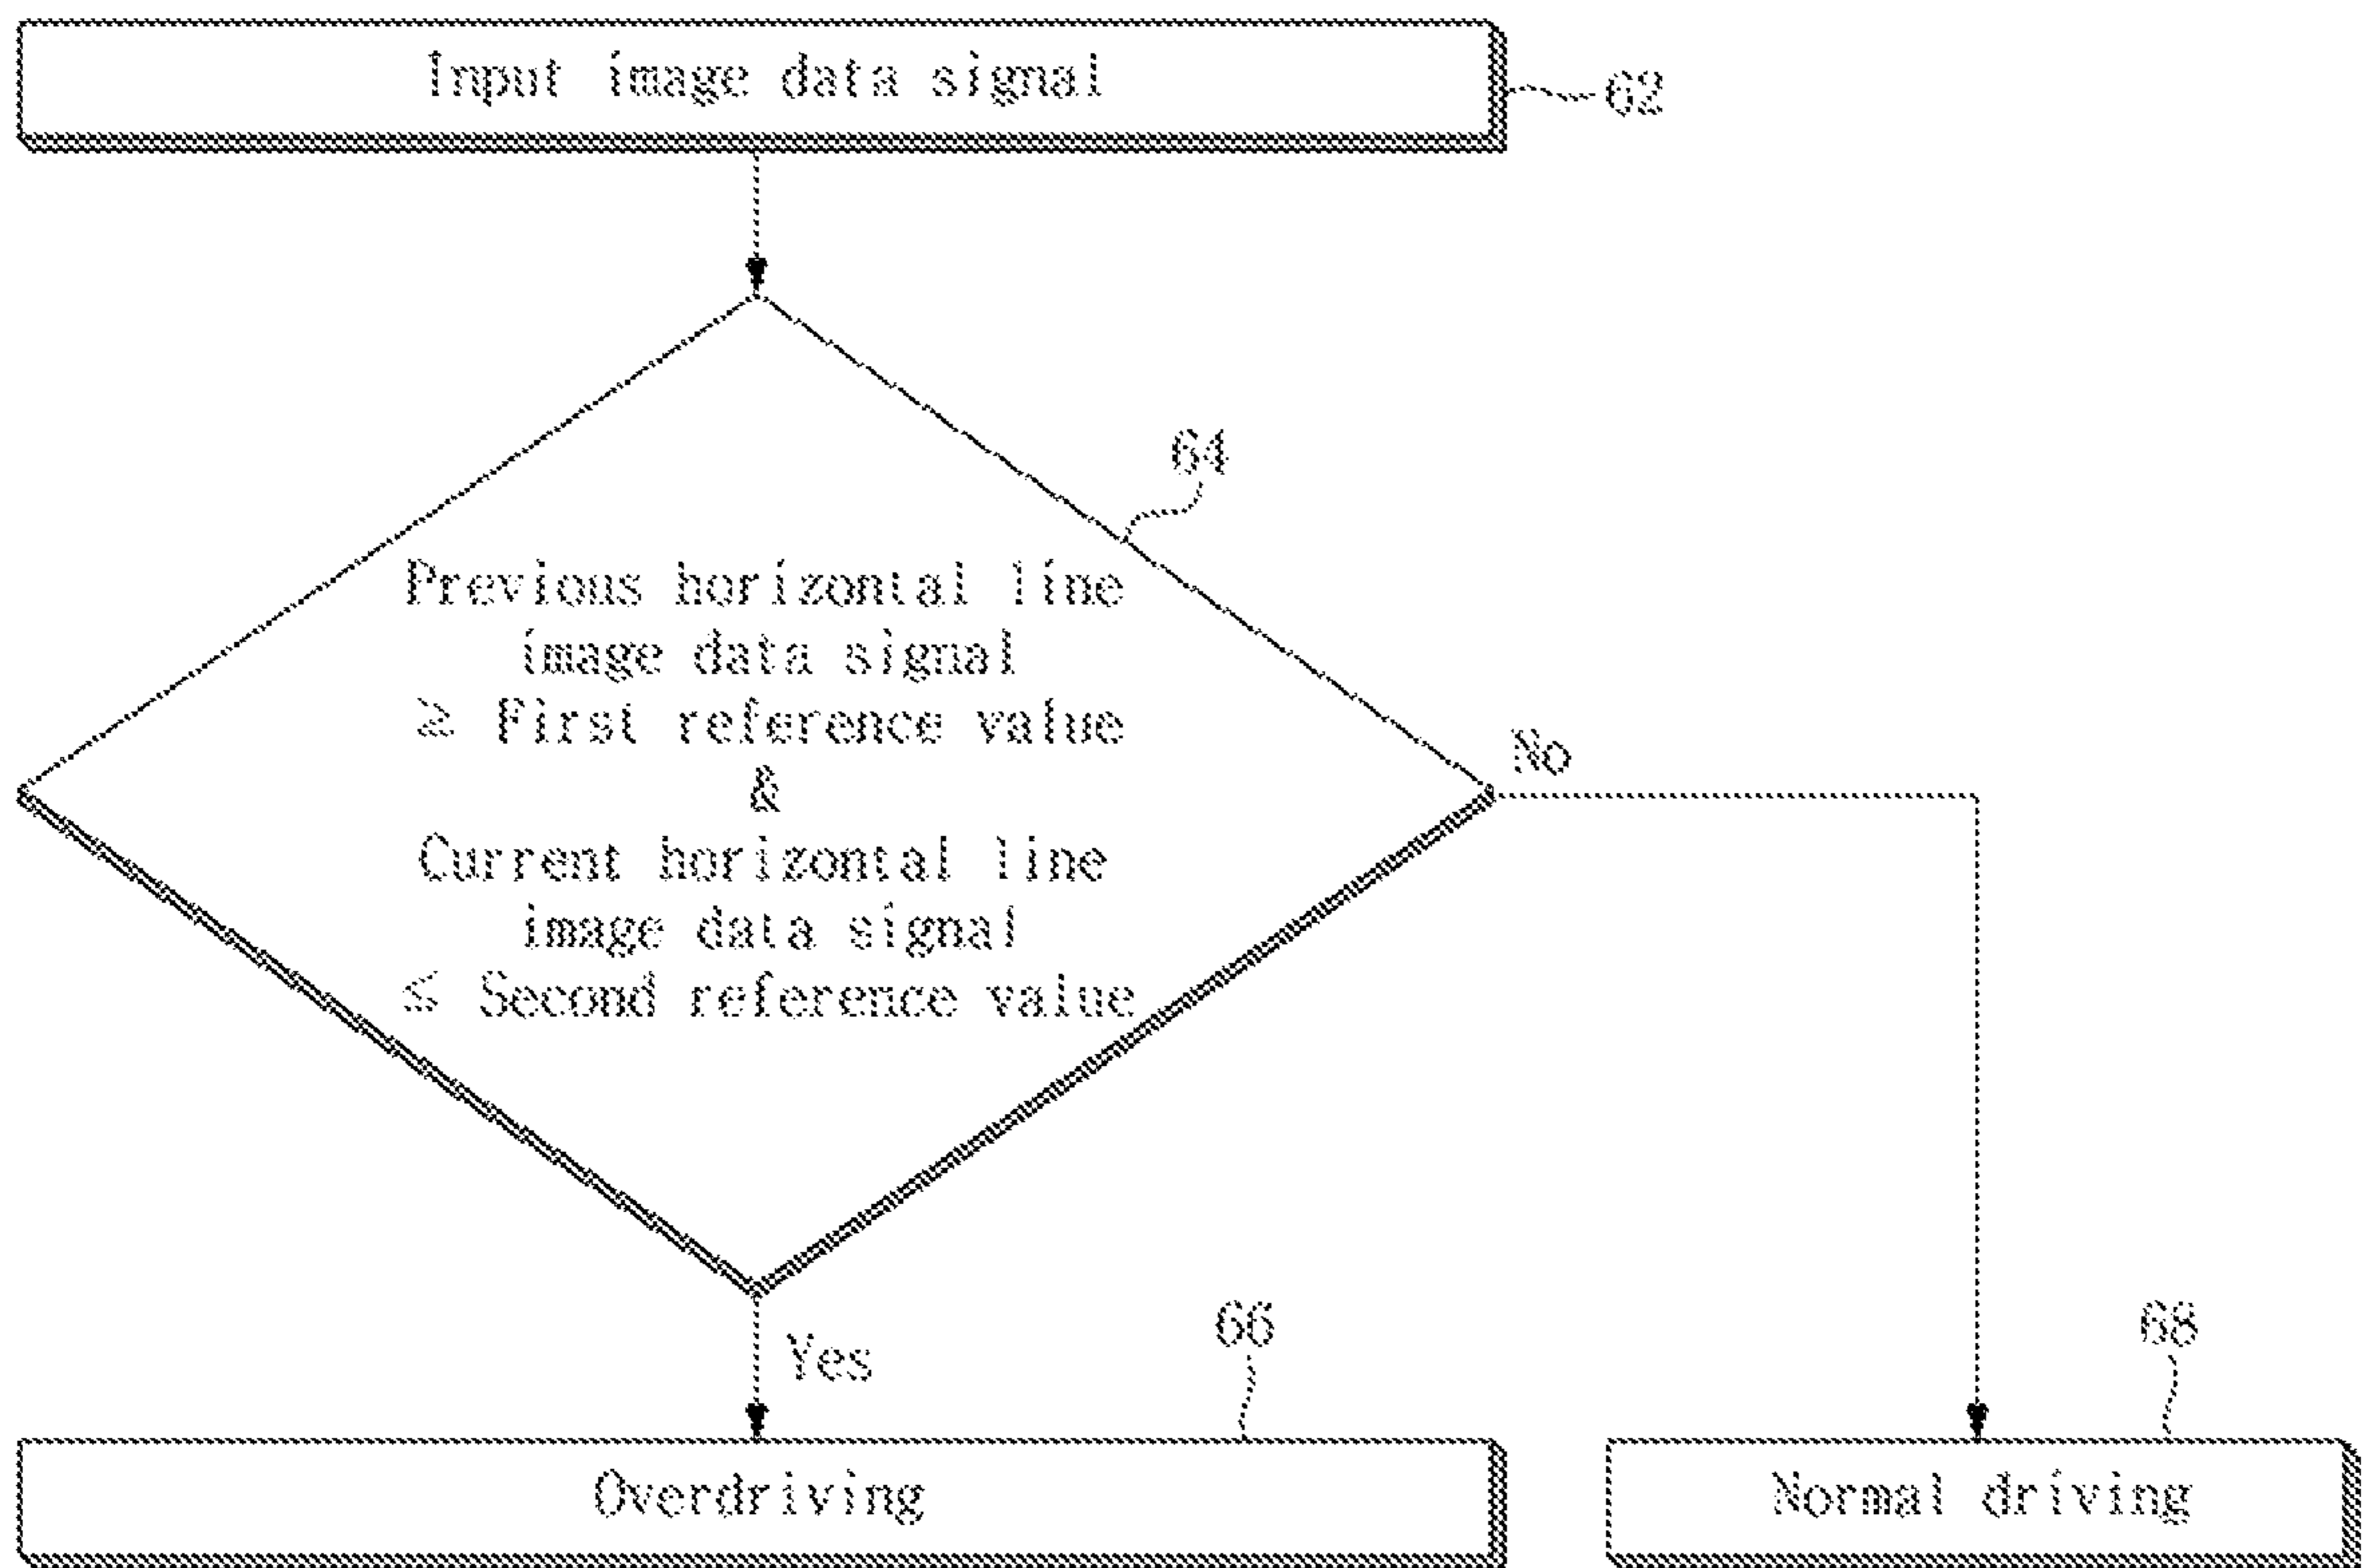 Input image data signal
62
64
Previous horizontal line
image data signal
≥ First reference value
&
Current horizontal line
image data signal
≤ Second reference value
No
Yes
66
68
Overdriving
Normal driving